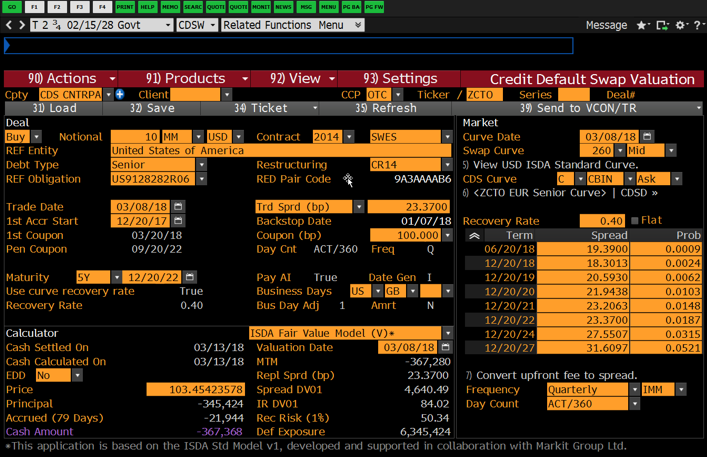 GO F1 F2 F3 F4 PRINT HELP MEMO SEARC QUOTE QUOTE MONIT NEWS MSG MENU PG BA PG FW
T 2 3/4 02/15/28 Govt CDSW Related Functions Menu Message
90) Actions 91) Products 92) View 93) Settings Credit Default Swap Valuation
Cpty CDS CNTRPA Client CCP OTC Ticker / ZCTO Series Deal#
31) Load 32) Save 34) Ticket 35) Refresh 39) Send to VCON/TR
Deal Market
Buy Notional 10 MM USD Contract 2014 SWES Curve Date 03/08/18
REF Entity United States of America Swap Curve 260 Mid
Debt Type Senior Restructuring CR14 5) View USD ISDA Standard Curve.
REF Obligation US9128282R06 RED Pair Code 9A3AAAB6 CDS Curve C CBIN Ask
6) <ZCTO EUR Senior Curve> | CDSD »
Trade Date 03/08/18 Trd Sprd (bp) 23.3700
1st Accr Start 12/20/17 Backstop Date 01/07/18 Recovery Rate 0.40 Flat
1st Coupon 03/20/18 Coupon (bp) 100.000 Term Spread Prob
Pen Coupon 09/20/22 Day Cnt ACT/360 Freq Q 06/20/18 19.3900 0.0009
12/20/18 18.3013 0.0024
Maturity 5Y 12/20/22 Pay AI True Date Gen I 12/20/19 20.5930 0.0062
Use curve recovery rate True Business Days US GB 12/20/20 21.9438 0.0103
Recovery Rate 0.40 Bus Day Adj 1 Amrt N 12/20/21 23.2063 0.0148
12/20/22 23.3700 0.0187
Calculator ISDA Fair Value Model (V)* 12/20/24 27.5507 0.0315
Cash Settled On 03/13/18 Valuation Date 03/08/18 12/20/27 31.6097 0.0521
Cash Calculated On 03/13/18 MTM -367,280
EDD No Repl Sprd (bp) 23.3700 7) Convert upfront fee to spread.
Price 103.45423578 Spread DV01 4,640.49 Frequency Quarterly IMM
Principal -345,424 IR DV01 84.02 Day Count ACT/360
Accrued (79 Days) -21,944 Rec Risk (1%) 50.34
Cash Amount -367,368 Def Exposure 6,345,424
*This application is based on the ISDA Std Model v1, developed and supported in collaboration with Markit Group Ltd.